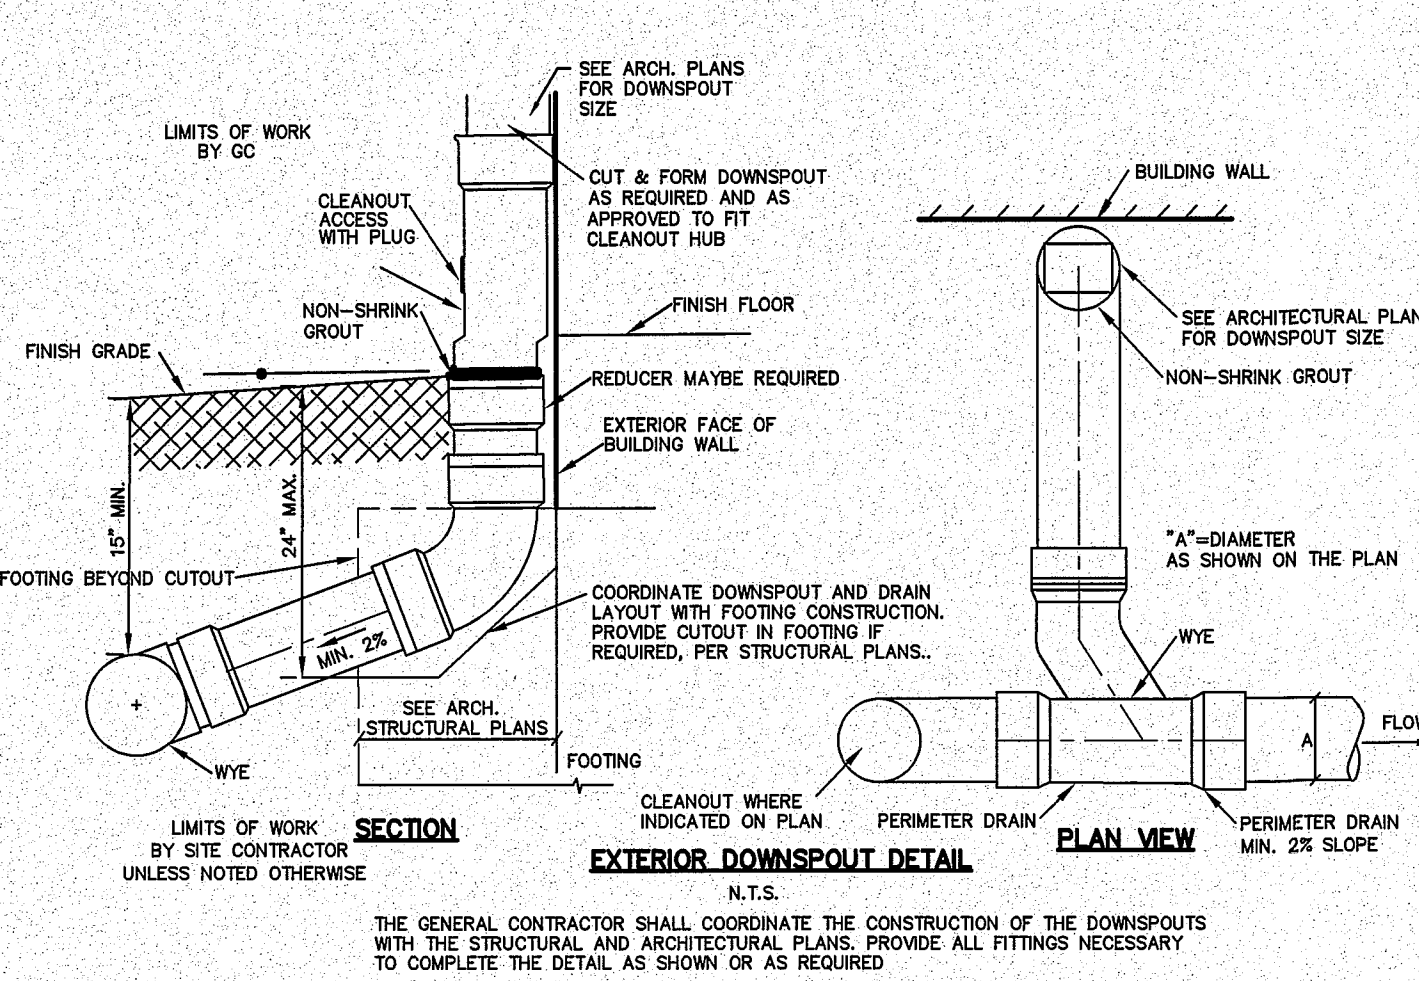 SEE ARCH. PLANS
FOR DOWNSPOUT
SIZE
LIMITS OF WORK
BY GC
CUT & FORM DOWNSPOUT
AS REQUIRED AND AS
APPROVED TO FIT
CLEANOUT HUB
CLEANOUT
ACCESS
WITH PLUG
NON-SHRINK
GROUT
FINISH FLOOR
FINISH GRADE
REDUCER MAYBE REQUIRED
EXTERIOR FACE OF
BUILDING WALL
15" MIN.
24" MAX.
FOOTING BEYOND CUTOUT
COORDINATE DOWNSPOUT AND DRAIN
LAYOUT WITH FOOTING CONSTRUCTION.
PROVIDE CUTOUT IN FOOTING IF
REQUIRED, PER STRUCTURAL PLANS..
MIN. 2%
SEE ARCH.
STRUCTURAL PLANS
WYE
FOOTING
LIMITS OF WORK
BY SITE CONTRACTOR
UNLESS NOTED OTHERWISE
SECTION
BUILDING WALL
SEE ARCHITECTURAL PLAN
FOR DOWNSPOUT SIZE
NON-SHRINK GROUT
"A"=DIAMETER
AS SHOWN ON THE PLAN
WYE
A
FLOW
CLEANOUT WHERE
INDICATED ON PLAN
PERIMETER DRAIN
PLAN VIEW
PERIMETER DRAIN
MIN. 2% SLOPE
EXTERIOR DOWNSPOUT DETAIL
N.T.S.
THE GENERAL CONTRACTOR SHALL COORDINATE THE CONSTRUCTION OF THE DOWNSPOUTS
WITH THE STRUCTURAL AND ARCHITECTURAL PLANS. PROVIDE ALL FITTINGS NECESSARY
TO COMPLETE THE DETAIL AS SHOWN OR AS REQUIRED